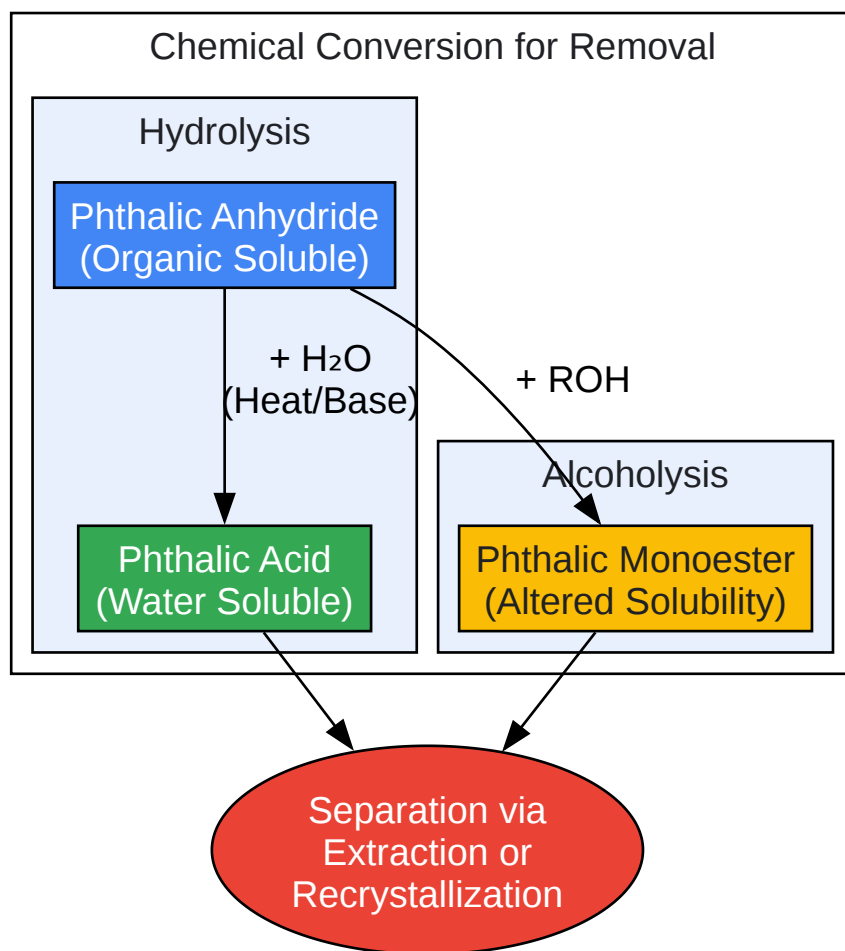 Chemical Conversion for Removal
Hydrolysis
Phthalic Anhydride
(Organic Soluble)
+ H₂O
(Heat/Base)
+ ROH
Alcoholysis
Phthalic Acid
(Water Soluble)
Phthalic Monoester
(Altered Solubility)
Separation via
Extraction or
Recrystallization